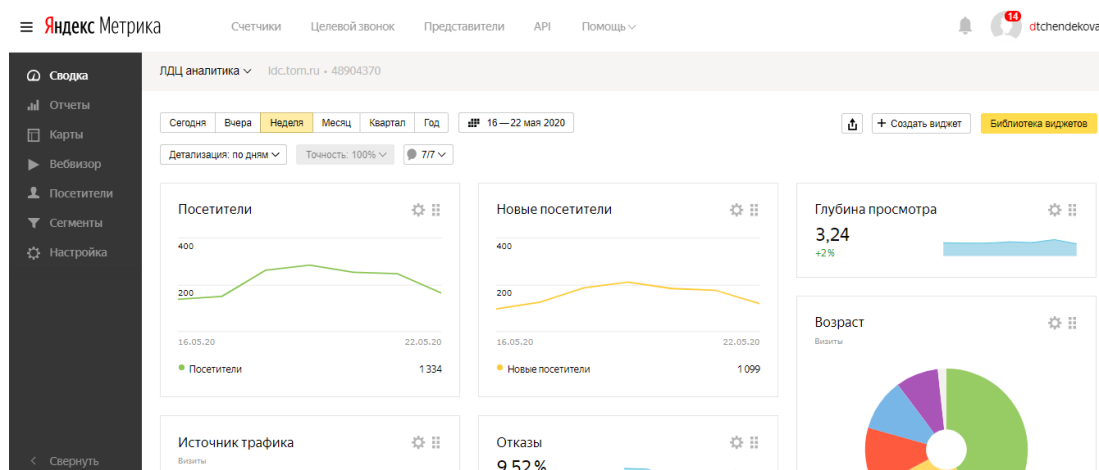 Яндекс Метрика Счетчики Целевой звонок Представители API Помощь 14 dtchendekova
Сводка
Отчеты
Карты
Вебвизор
Посетители
Сегменты
Настройка
Свернуть
ЛДЦ аналитика ldc.tom.ru • 48904370
Сегодня Вчера Неделя Месяц Квартал Год 16 — 22 мая 2020 + Создать виджет Библиотека виджетов
Детализация: по дням Точность: 100% 7/7
Посетители
400
200
16.05.20 22.05.20
Посетители 1 334
Новые посетители
400
200
16.05.20 22.05.20
Новые посетители 1 099
Глубина просмотра
3,24
+2%
Возраст
Визиты
Источник трафика
Визиты
Отказы
9,52%